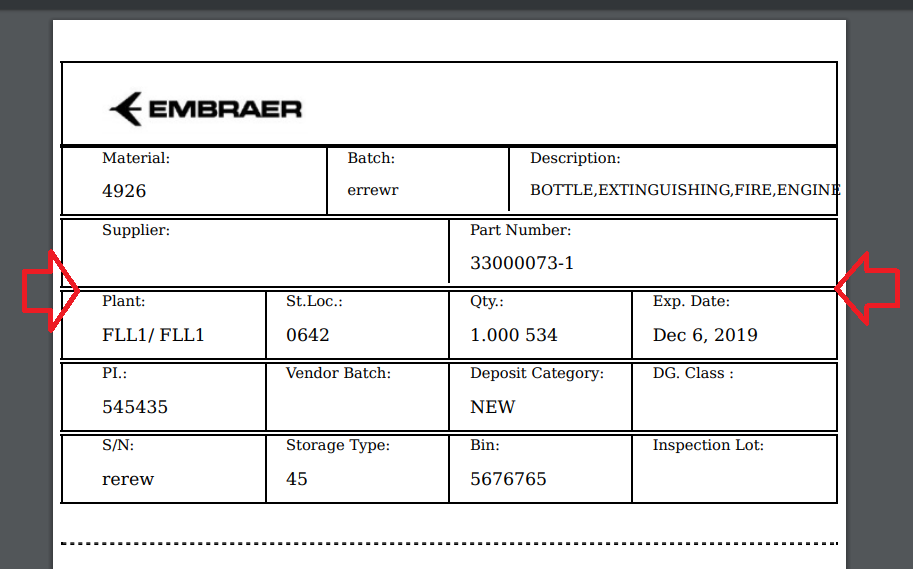 EMBRAER
Material: Batch: Description:
4926 errewr BOTTLE,EXTINGUISHING,FIRE,ENGINE
Supplier: Part Number:
33000073-1
Plant: St.Loc.: Qty.: Exp. Date:
FLL1/ FLL1 0642 1.000 534 Dec 6, 2019
PI.: Vendor Batch: Deposit Category: DG. Class :
545435 NEW
S/N: Storage Type: Bin: Inspection Lot:
rerew 45 5676765